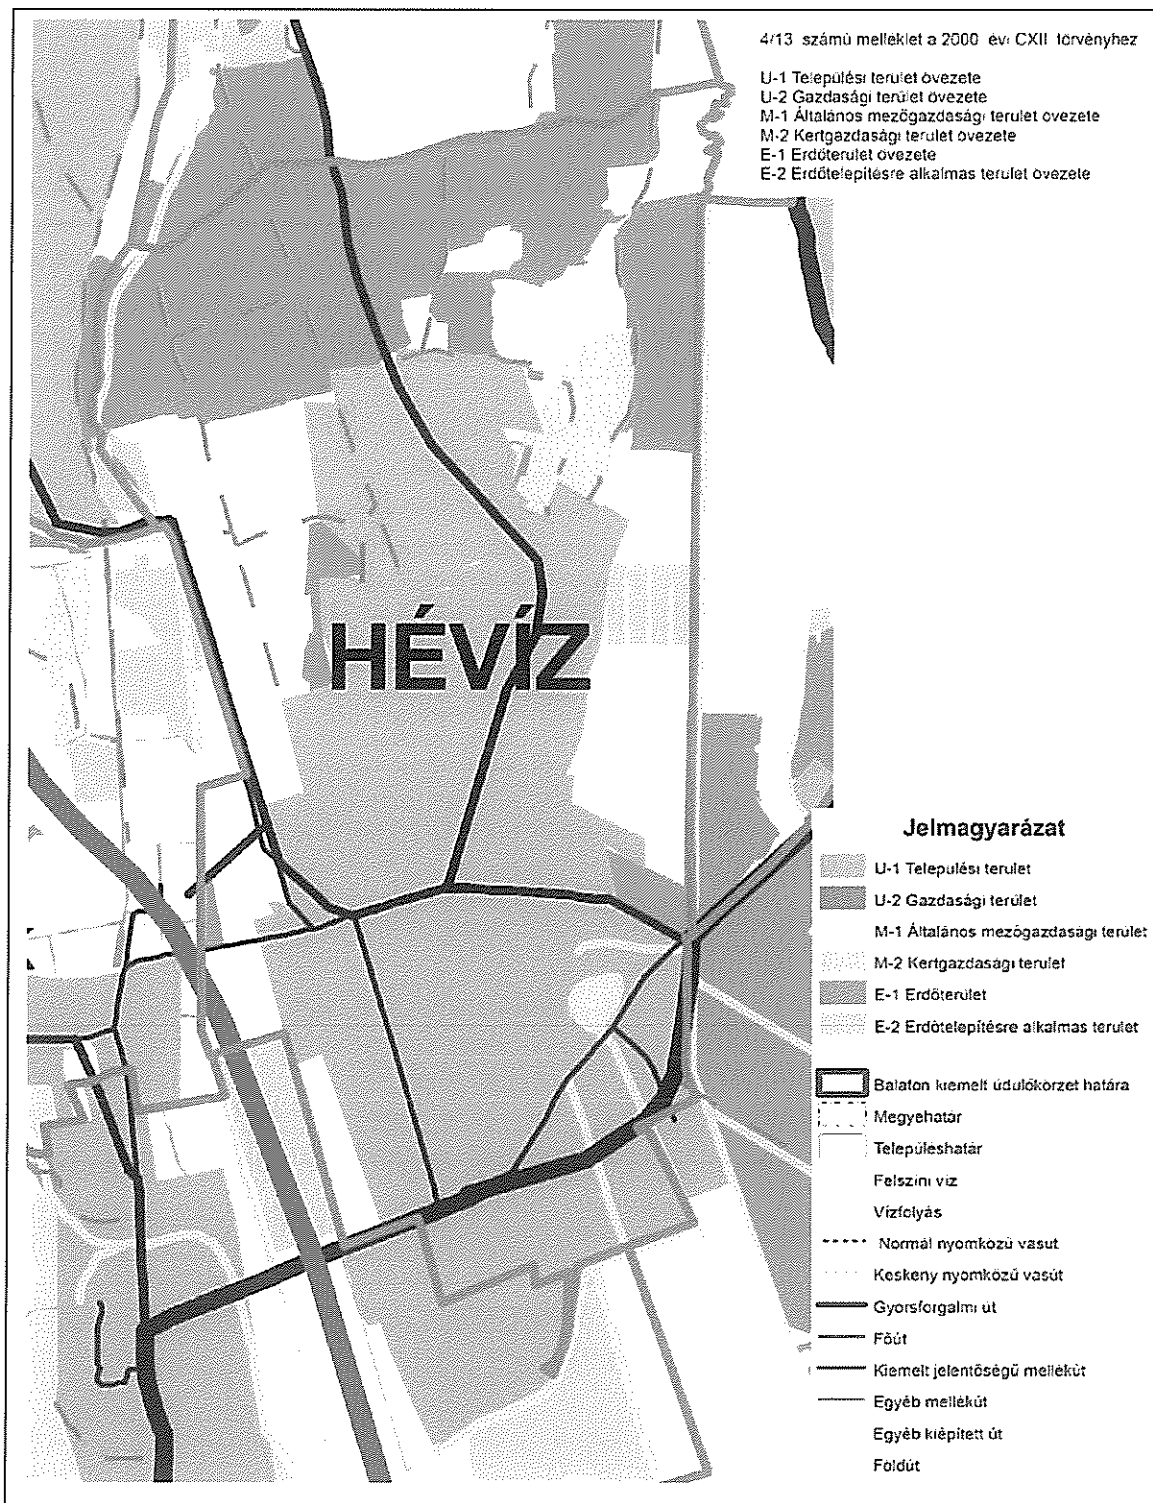 4/13 számú melléklet a 2000 évi CXII törvényhez
U-1 Települési terület övezete
U-2 Gazdasági terület övezete
M-1 Általános mezőgazdasági terület övezete
M-2 Kertgazdasági terület övezete
E-1 Erdőterület övezete
E-2 Erdőtelepítésre alkalmas terület övezete
HÉVÍZ
Jelmagyarázat
U-1 Települési terület
U-2 Gazdasági terület
M-1 Általános mezőgazdasági terület
M-2 Kertgazdasági terület
E-1 Erdőterület
E-2 Erdőtelepítésre alkalmas terület
Balaton kiemelt üdülőkörzet határa
Megyehatár
Településhatár
Felszíni víz
Vízfolyás
Normál nyomközű vasút
Keskeny nyomközű vasút
Gyorsforgalmi út
Főút
Kiemelt jelentőségű mellékút
Egyéb mellékút
Egyéb kiépített út
Földút